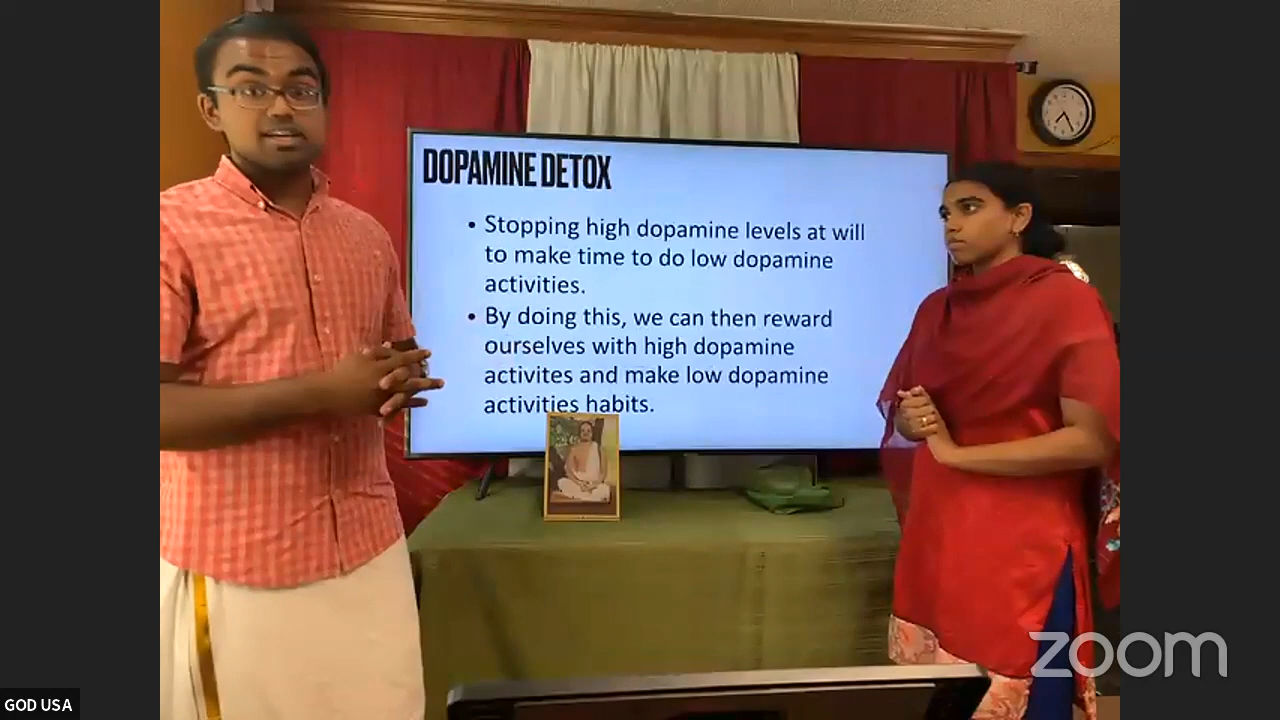 DOPAMINE DETOX
• Stopping high dopamine levels at will
to make time to do low dopamine
activities.
• By doing this, we can then reward
ourselves with high dopamine
activites and make low dopamine
activities habits.
zoom
GOD USA